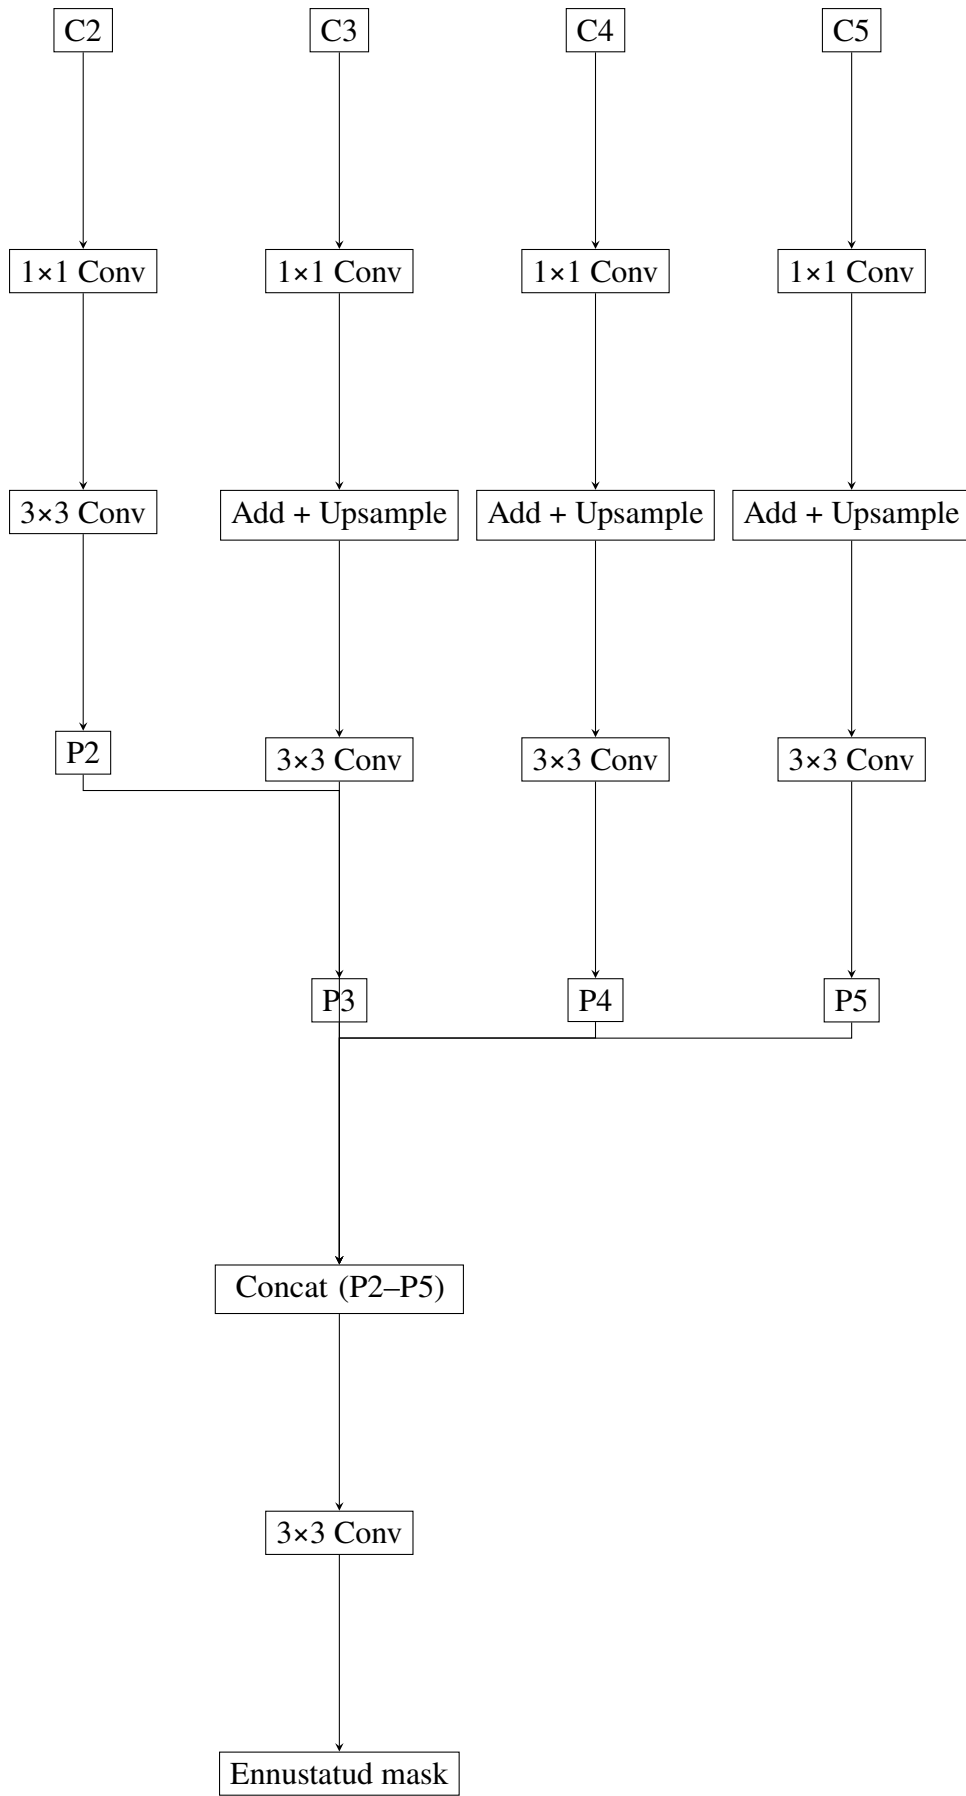 C2 C3 C4 C5
1×1 Conv 1×1 Conv 1×1 Conv 1×1 Conv
3×3 Conv Add + Upsample Add + Upsample Add + Upsample
P2 3×3 Conv 3×3 Conv 3×3 Conv
P3 P4 P5
Concat (P2–P5)
3×3 Conv
Ennustatud mask